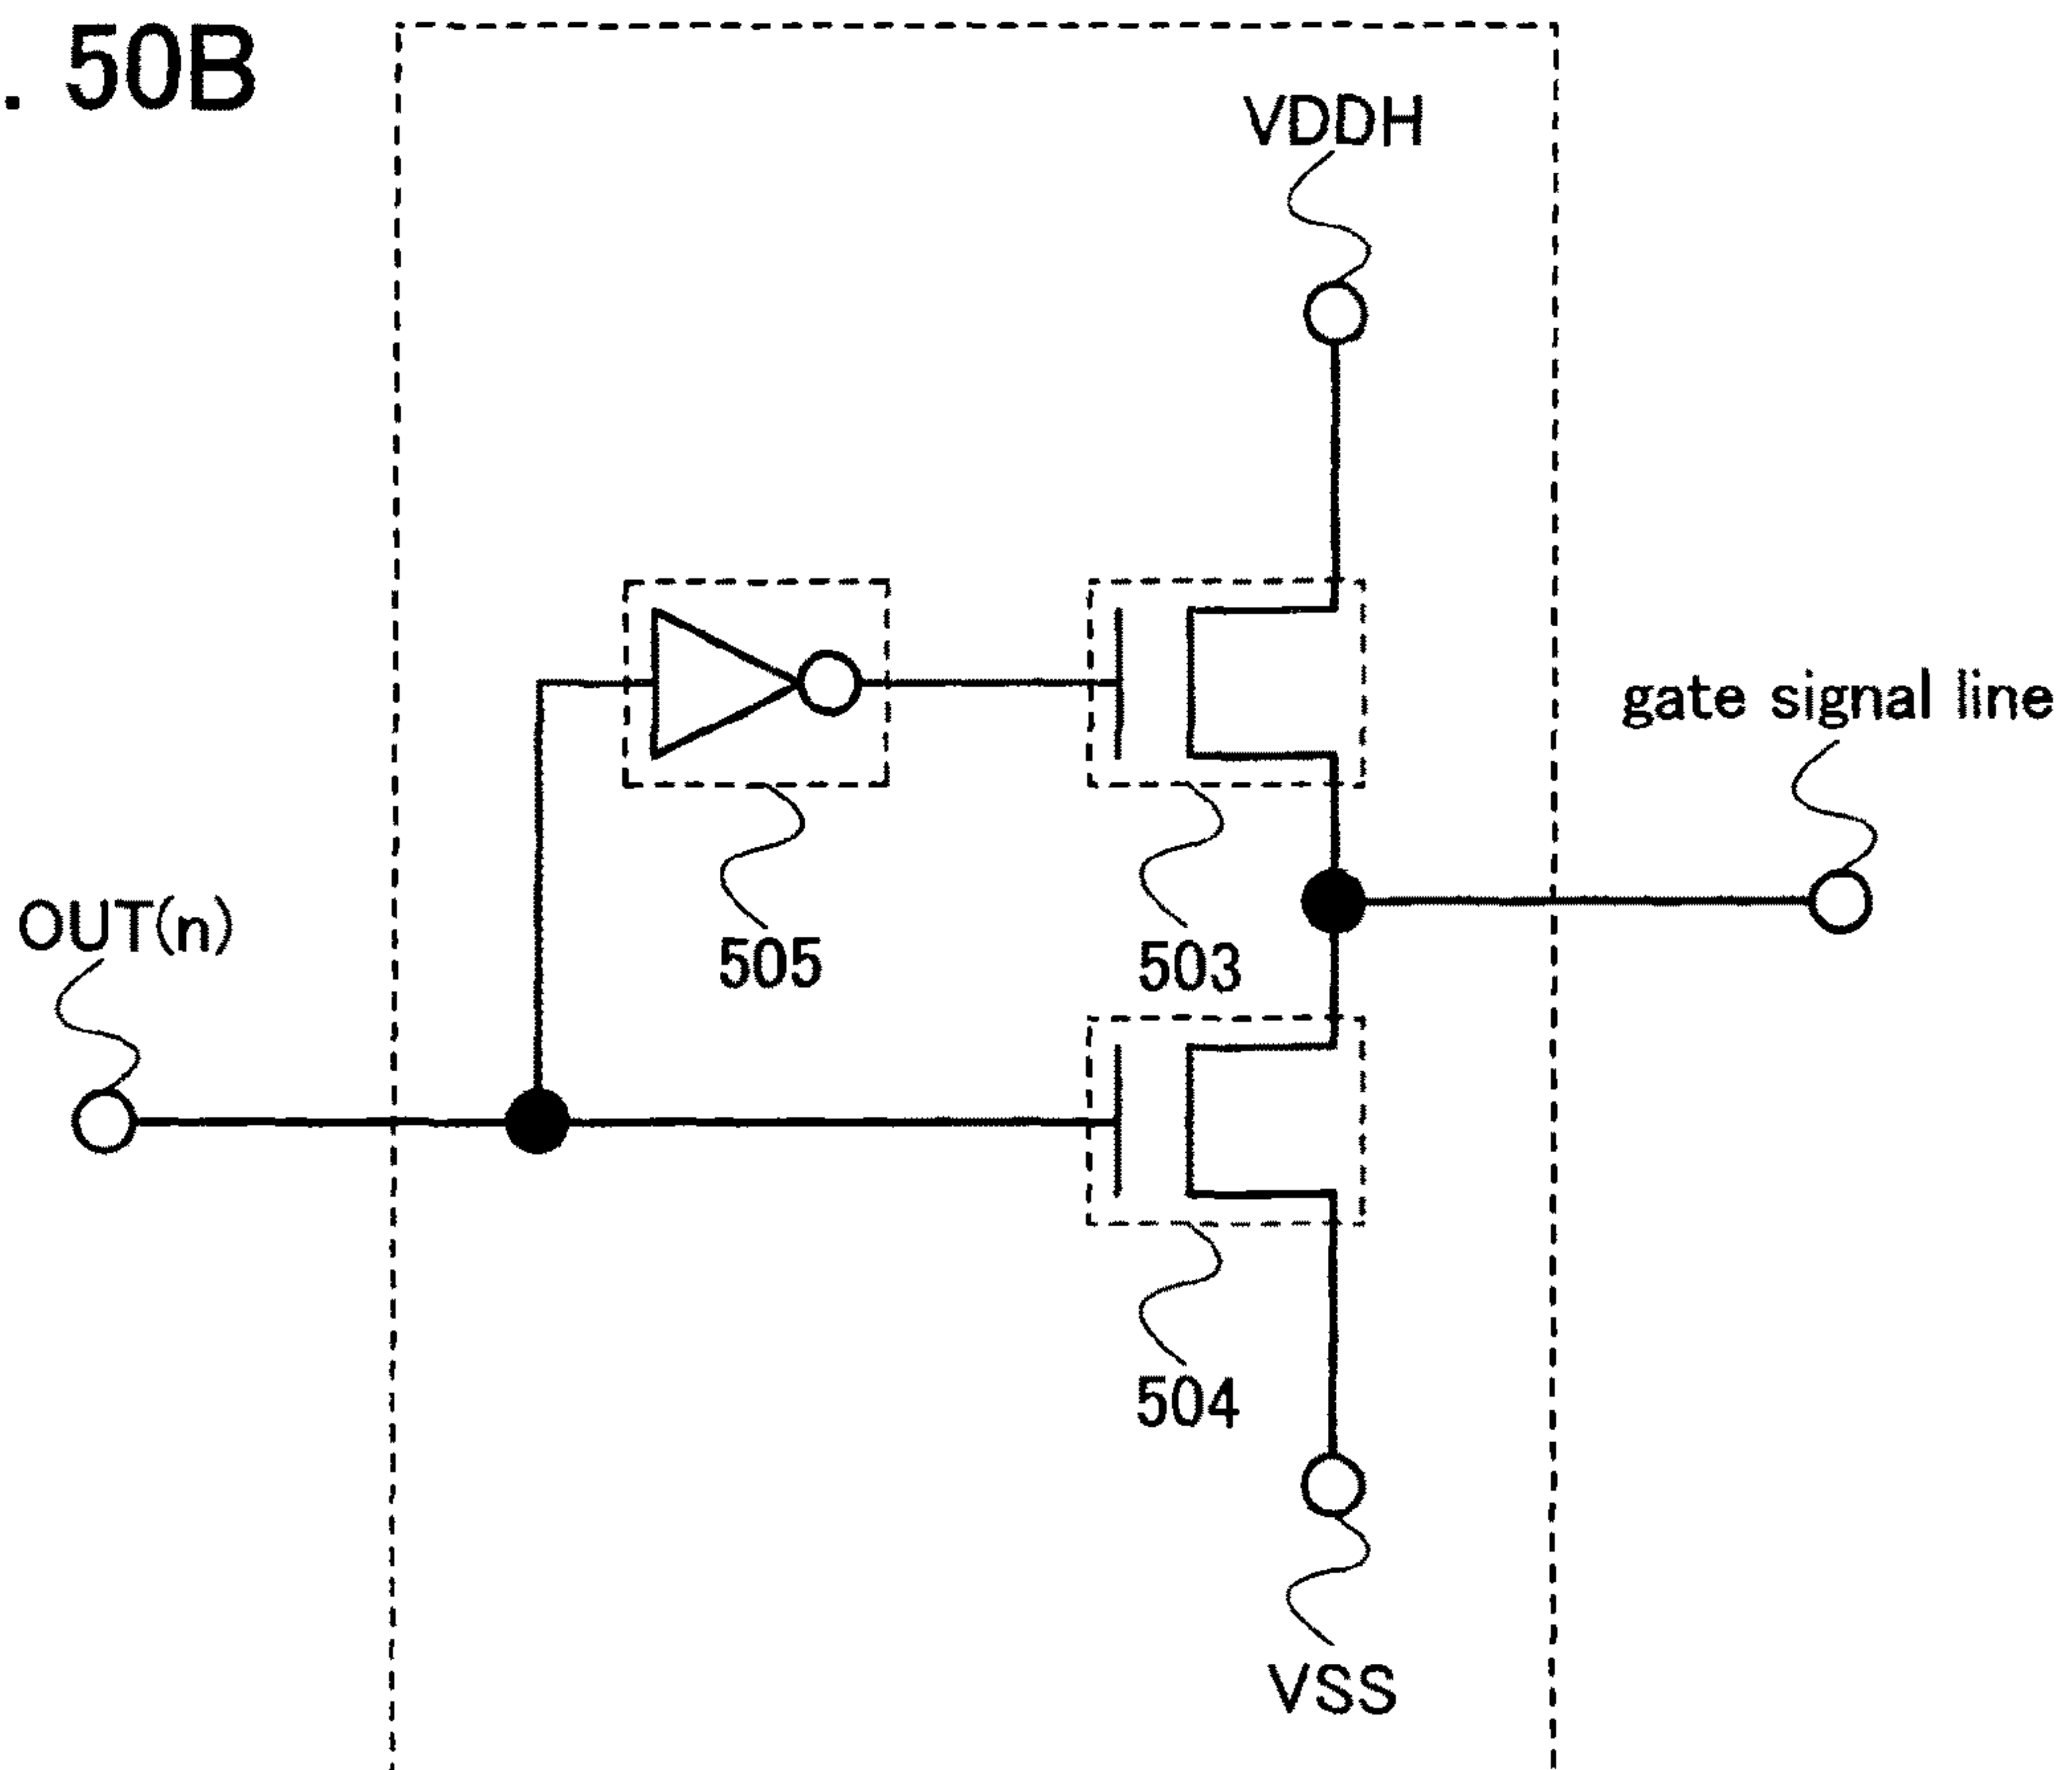 . 50B
VDDH
gate signal line
OUT(n)
505
503
504
VSS